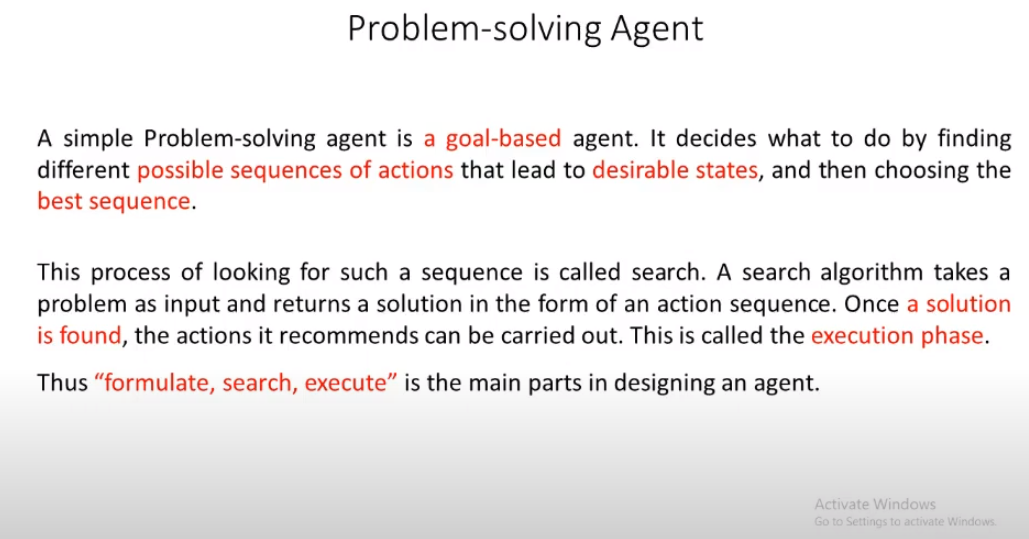 Problem-solving Agent
A simple Problem-solving agent is a goal-based agent. It decides what to do by finding
different possible sequences of actions that lead to desirable states, and then choosing the
best sequence.
This process of looking for such a sequence is called search. A search algorithm takes a
problem as input and returns a solution in the form of an action sequence. Once a solution
is found, the actions it recommends can be carried out. This is called the execution phase.
Thus “formulate, search, execute” is the main parts in designing an agent.
Activate Windows
Go to Settings to activate Windows.